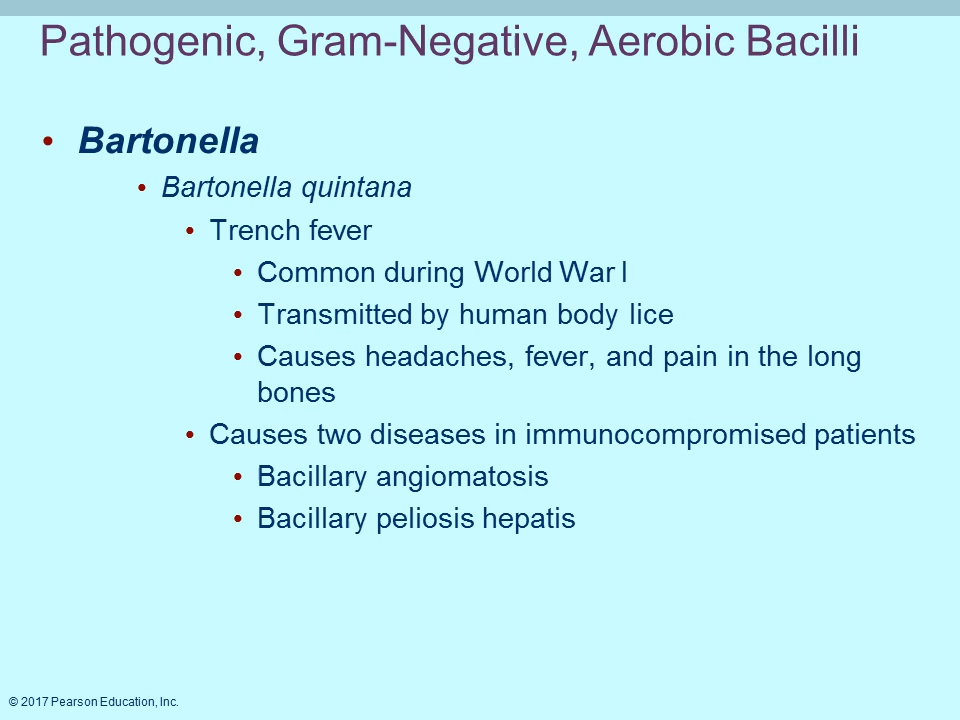 Pathogenic, Gram-Negative, Aerobic Bacilli
• Bartonella
• Bartonella quintana
• Trench fever
• Common during World War I
• Transmitted by human body lice
• Causes headaches, fever, and pain in the long
bones
• Causes two diseases in immunocompromised patients
• Bacillary angiomatosis
• Bacillary peliosis hepatis
© 2017 Pearson Education, Inc.